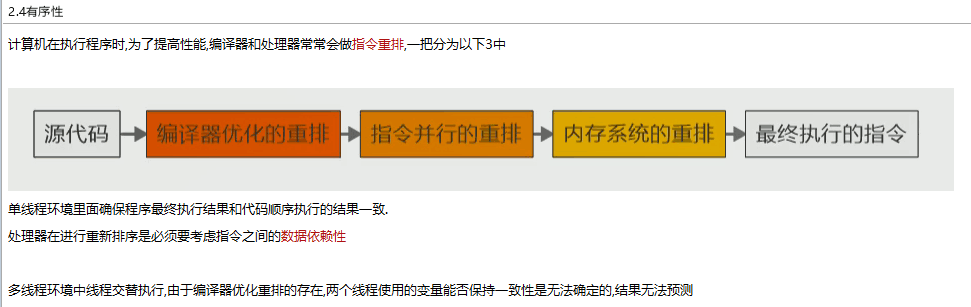 2.4有序性
计算机在执行程序时,为了提高性能,编译器和处理器常常会做指令重排,一把分为以下3中
源代码 编译器优化的重排 指令并行的重排 内存系统的重排 最终执行的指令
单线程环境里面确保程序最终执行结果和代码顺序执行的结果一致.
处理器在进行重新排序是必须要考虑指令之间的数据依赖性
多线程环境中线程交替执行,由于编译器优化重排的存在,两个线程使用的变量能否保持一致性是无法确定的,结果无法预测